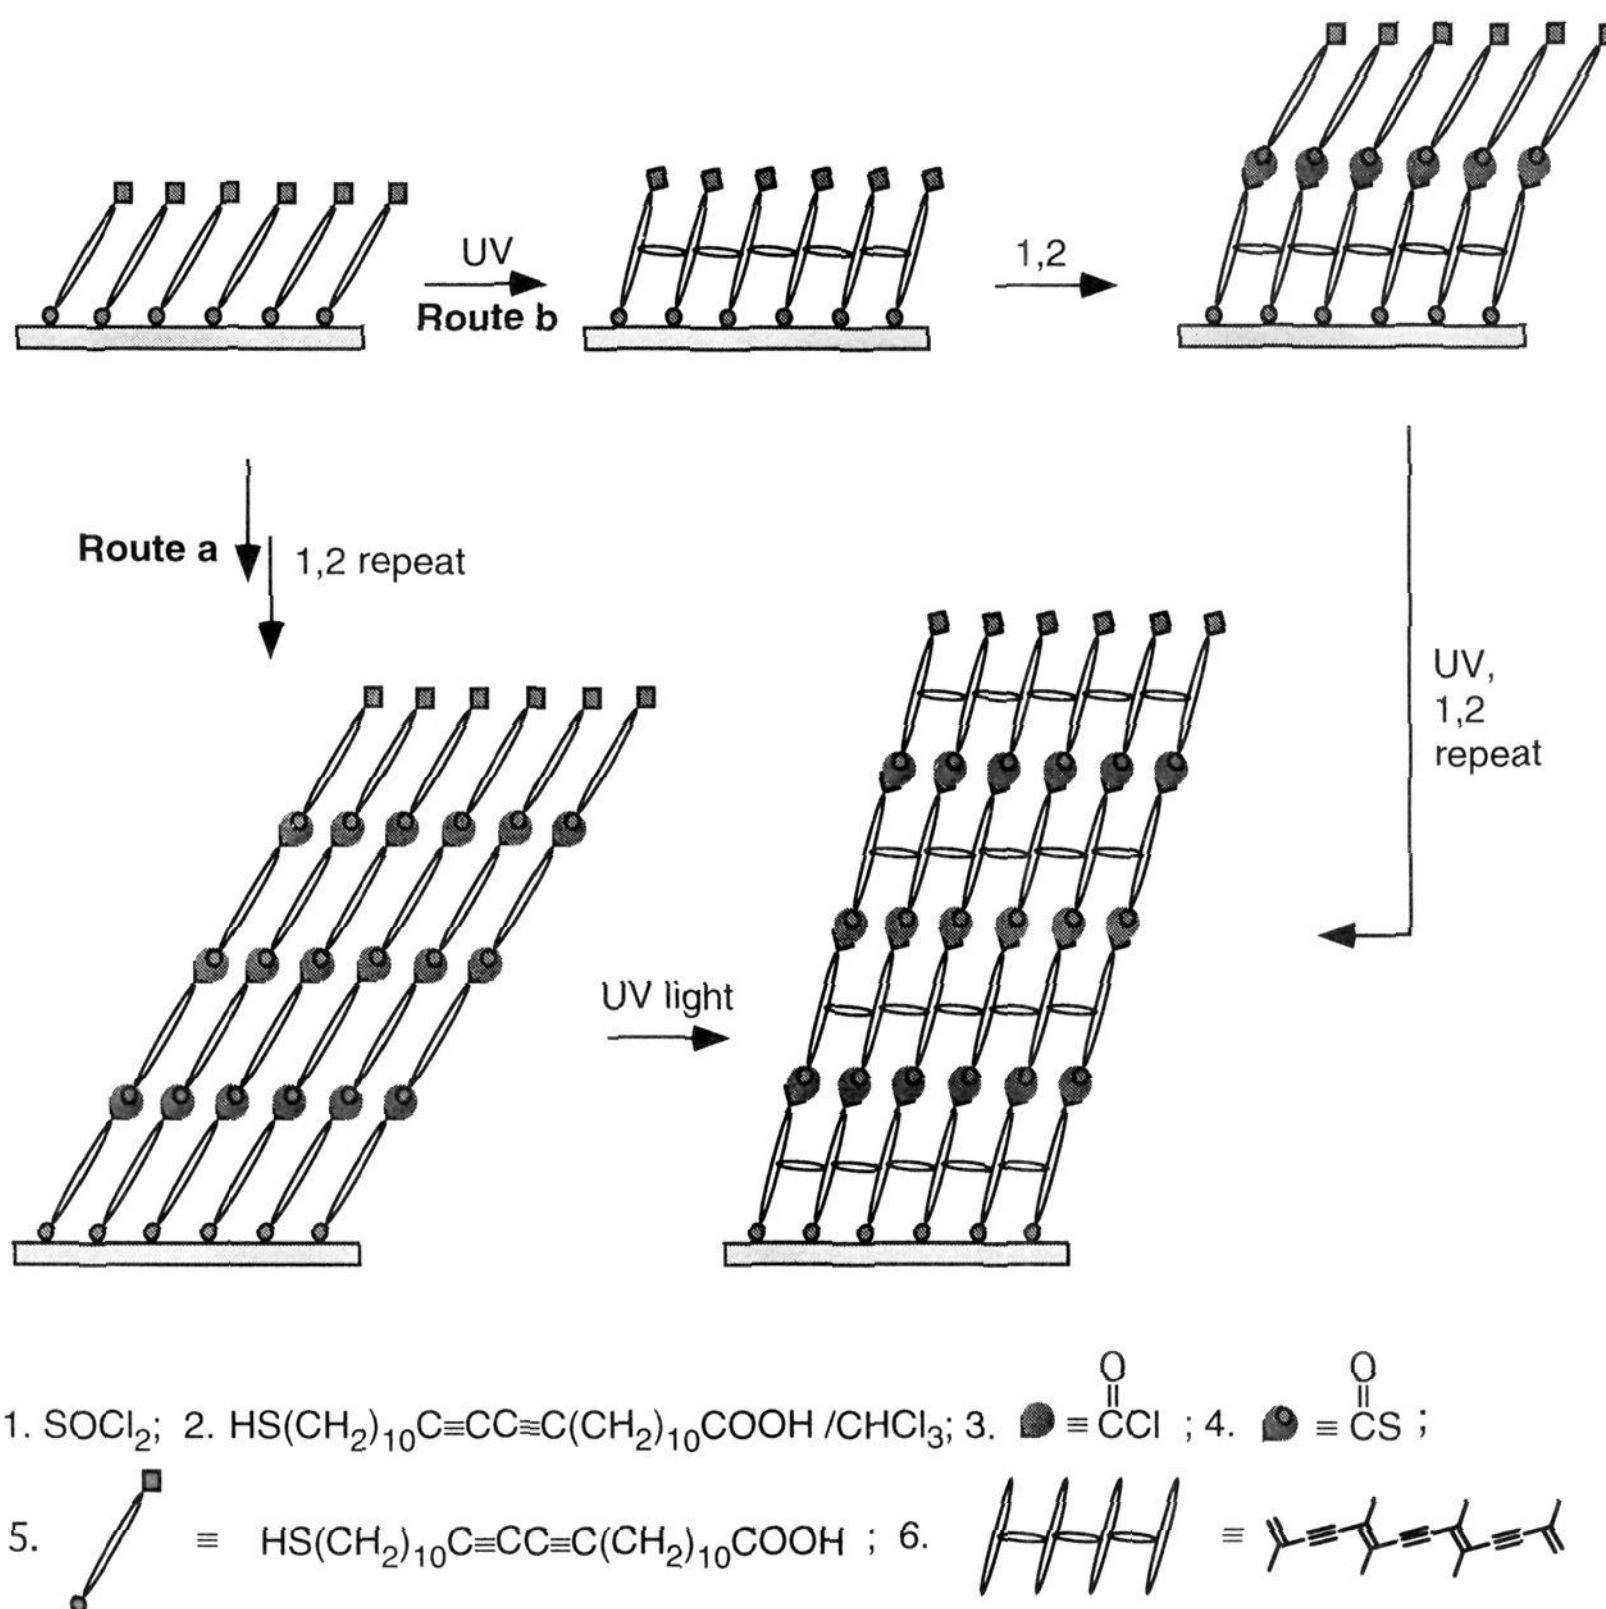 UV
Route b
1,2
Route a
1,2 repeat
UV,
1,2
repeat
UV light
1. SOCl₂; 2. HS(CH₂)₁₀C≡CC≡C(CH₂)₁₀COOH /CHCl₃; 3. ≡ CCl ; 4. ≡ CS ;
O
O
5. ≡ HS(CH₂)₁₀C≡CC≡C(CH₂)₁₀COOH ; 6. ≡